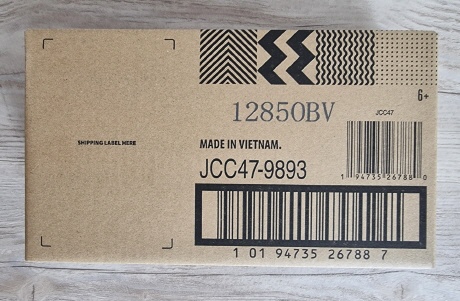 12850BV
6+
JCC47
SHIPPING LABEL HERE
MADE IN VIETNAM.
JCC47-9893
1 94735 26788 0
1 01 94735 26788 7